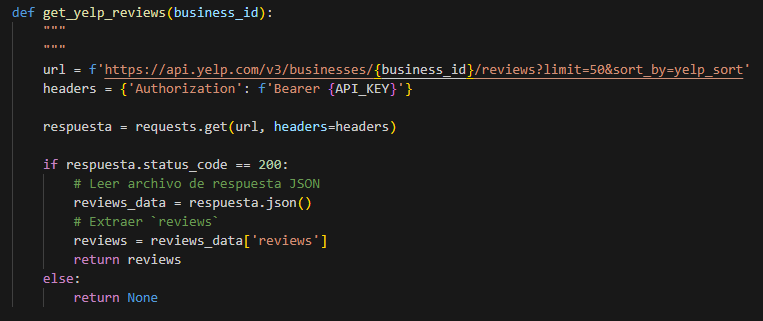 def get_yelp_reviews(business_id):
    """
    """
    url = f'https://api.yelp.com/v3/businesses/{business_id}/reviews?limit=50&sort_by=yelp_sort'
    headers = {'Authorization': f'Bearer {API_KEY}'}

    respuesta = requests.get(url, headers=headers)

    if respuesta.status_code == 200:
        # Leer archivo de respuesta JSON
        reviews_data = respuesta.json()
        # Extraer `reviews`
        reviews = reviews_data['reviews']
        return reviews
    else:
        return None